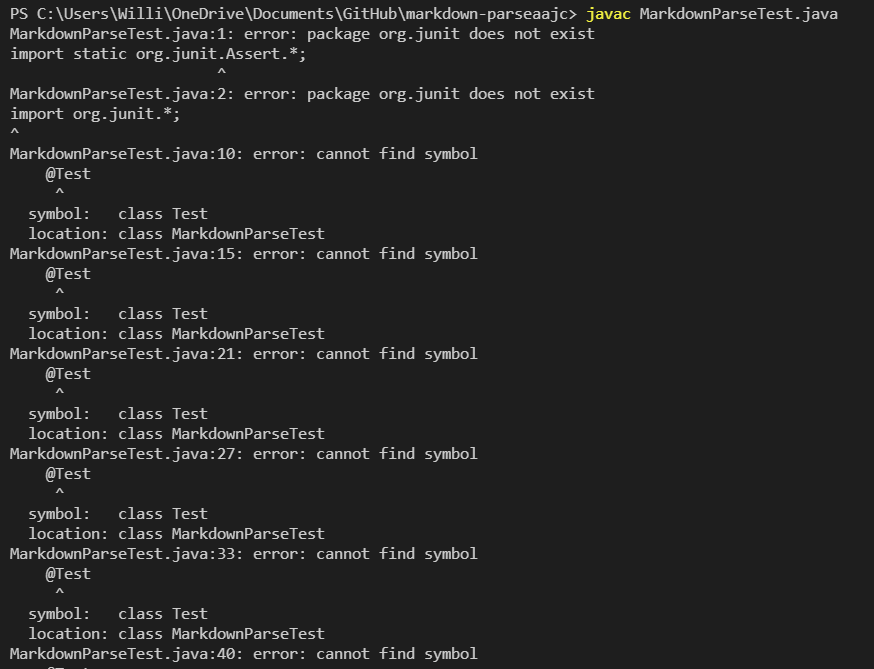 PS C:\Users\Willi\OneDrive\Documents\GitHub\markdown-parseaajc> javac MarkdownParseTest.java
MarkdownParseTest.java:1: error: package org.junit does not exist
import static org.junit.Assert.*;
^
MarkdownParseTest.java:2: error: package org.junit does not exist
import org.junit.*;
^
MarkdownParseTest.java:10: error: cannot find symbol
@Test
^
symbol:   class Test
location: class MarkdownParseTest
MarkdownParseTest.java:15: error: cannot find symbol
@Test
^
symbol:   class Test
location: class MarkdownParseTest
MarkdownParseTest.java:21: error: cannot find symbol
@Test
^
symbol:   class Test
location: class MarkdownParseTest
MarkdownParseTest.java:27: error: cannot find symbol
@Test
^
symbol:   class Test
location: class MarkdownParseTest
MarkdownParseTest.java:33: error: cannot find symbol
@Test
^
symbol:   class Test
location: class MarkdownParseTest
MarkdownParseTest.java:40: error: cannot find symbol